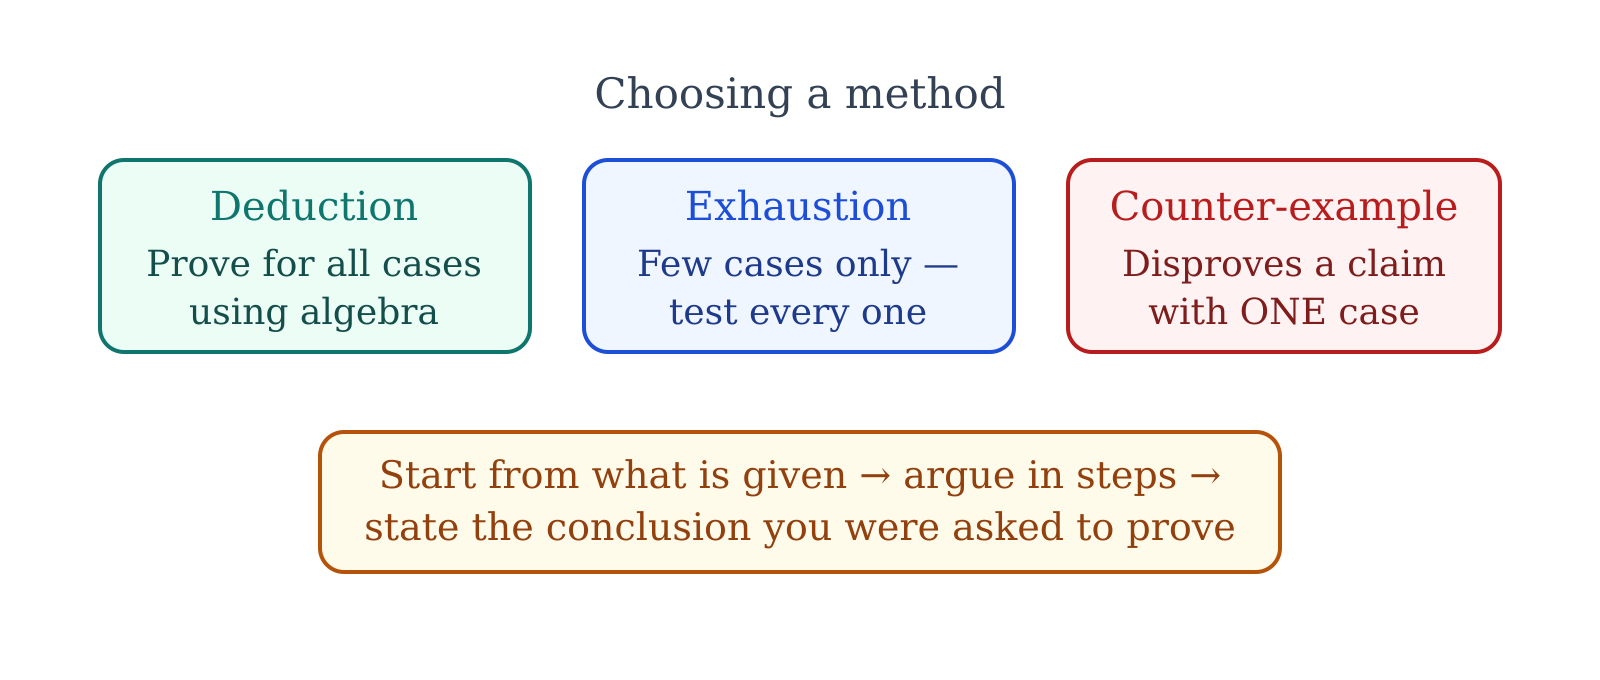 Choosing a method
Deduction
Prove for all cases
using algebra
Exhaustion
Few cases only —
test every one
Counter-example
Disproves a claim
with ONE case
Start from what is given → argue in steps →
state the conclusion you were asked to prove